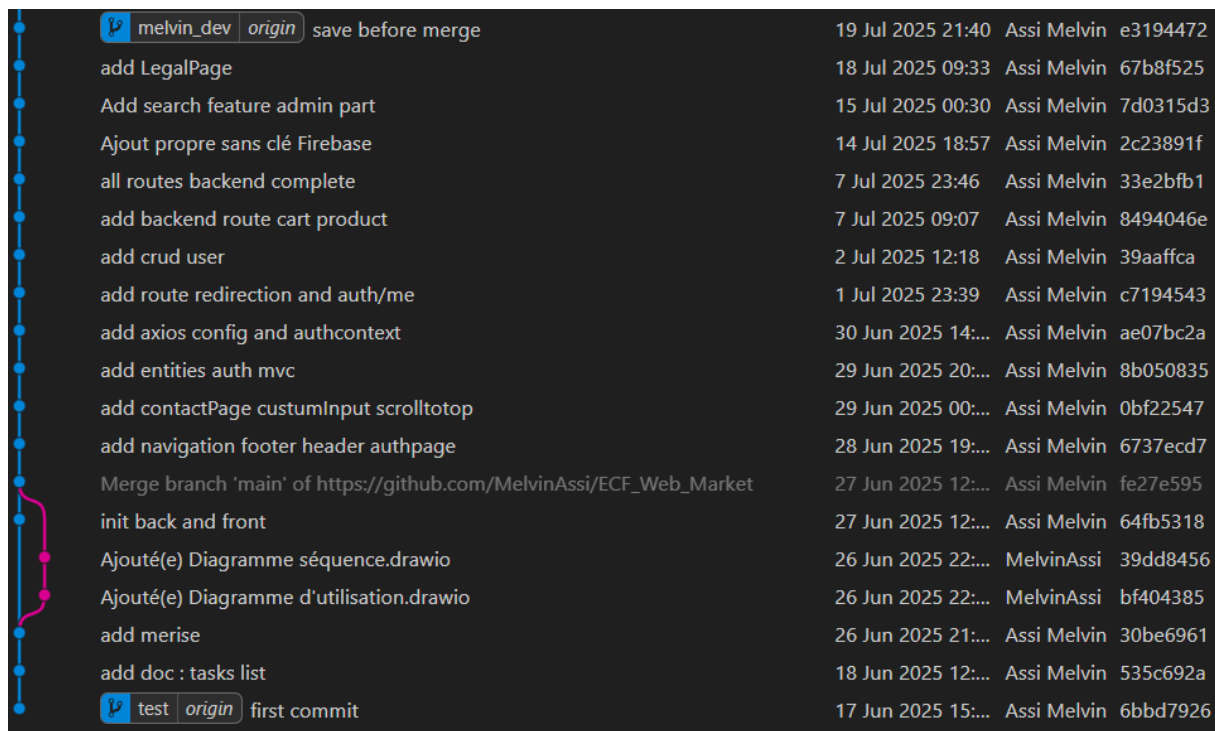 melvin_dev origin save before merge 19 Jul 2025 21:40 Assi Melvin e3194472
add LegalPage 18 Jul 2025 09:33 Assi Melvin 67b8f525
Add search feature admin part 15 Jul 2025 00:30 Assi Melvin 7d0315d3
Ajout propre sans clé Firebase 14 Jul 2025 18:57 Assi Melvin 2c23891f
all routes backend complete 7 Jul 2025 23:46 Assi Melvin 33e2bfb1
add backend route cart product 7 Jul 2025 09:07 Assi Melvin 8494046e
add crud user 2 Jul 2025 12:18 Assi Melvin 39aaffca
add route redirection and auth/me 1 Jul 2025 23:39 Assi Melvin c7194543
add axios config and authcontext 30 Jun 2025 14:... Assi Melvin ae07bc2a
add entities auth mvc 29 Jun 2025 20:... Assi Melvin 8b050835
add contactPage custumInput scrolltotop 29 Jun 2025 00:... Assi Melvin 0bf22547
add navigation footer header authpage 28 Jun 2025 19:... Assi Melvin 6737ecd7
Merge branch 'main' of https://github.com/MelvinAssi/ECF_Web_Market 27 Jun 2025 12:... Assi Melvin fe27e595
init back and front 27 Jun 2025 12:... Assi Melvin 64fb5318
Ajouté(e) Diagramme séquence.drawio 26 Jun 2025 22:... MelvinAssi 39dd8456
Ajouté(e) Diagramme d'utilisation.drawio 26 Jun 2025 22:... MelvinAssi bf404385
add merise 26 Jun 2025 21:... Assi Melvin 30be6961
add doc : tasks list 18 Jun 2025 12:... Assi Melvin 535c692a
test origin first commit 17 Jun 2025 15:... Assi Melvin 6bbd7926